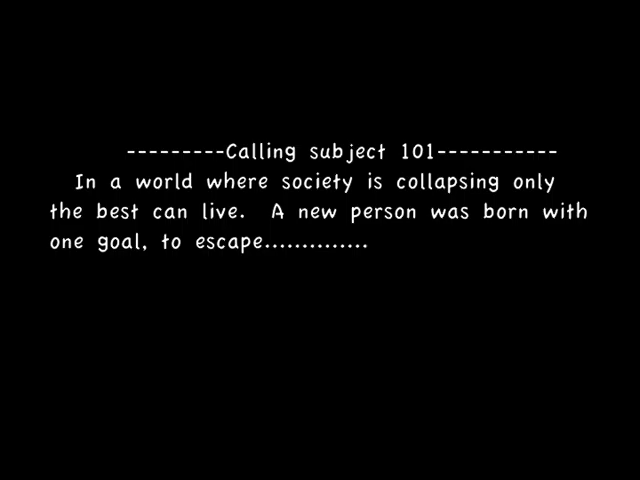 ---------Calling subject 101-----------
In a world where society is collapsing only
the best can live.  A new person was born with
one goal, to escape..............